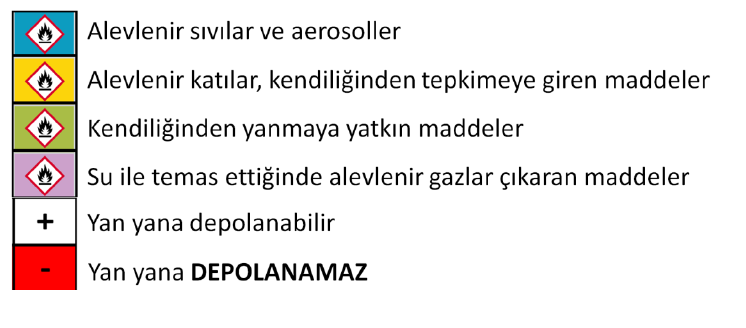 Alevlenir sıvılar ve aerosoller
Alevlenir katılar, kendiliğinden tepkimeye giren maddeler
Kendiliğinden yanmaya yatkın maddeler
Su ile temas ettiğinde alevlenir gazlar çıkaran maddeler
+ Yan yana depolanabilir
- Yan yana DEPOLANAMAZ